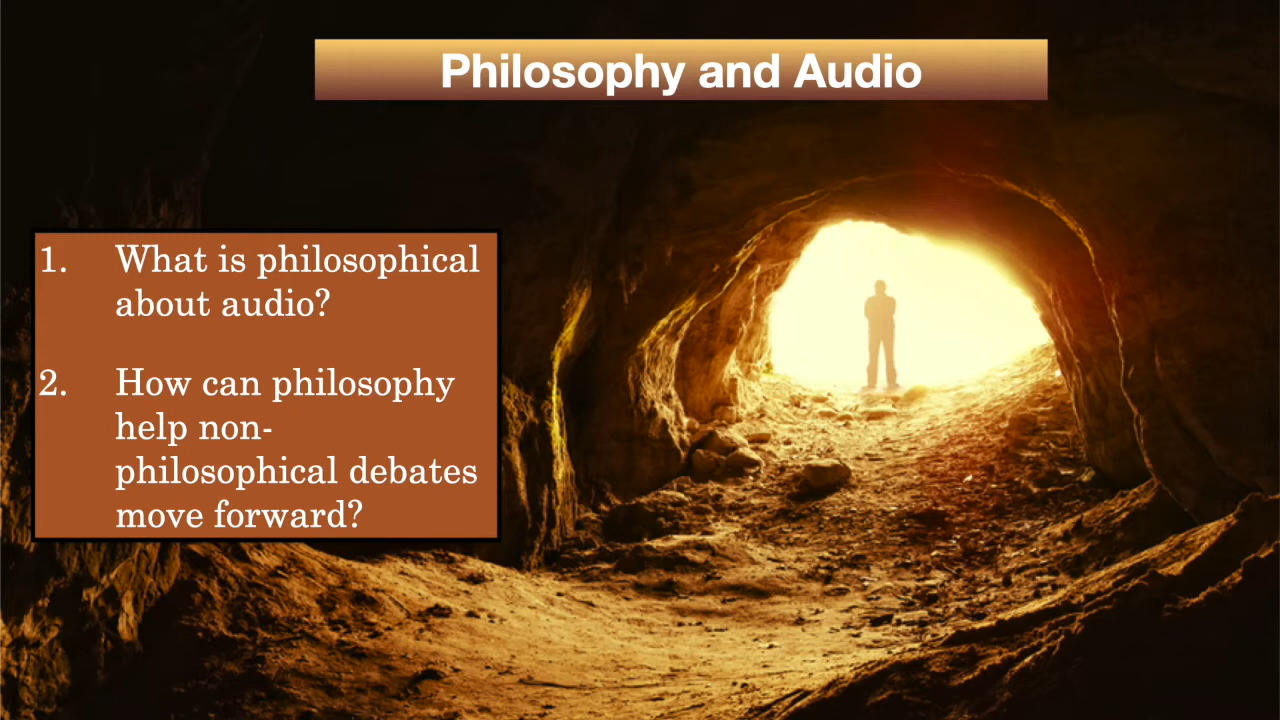 Philosophy and Audio
1. What is philosophical
about audio?
2. How can philosophy
help non-
philosophical debates
move forward?